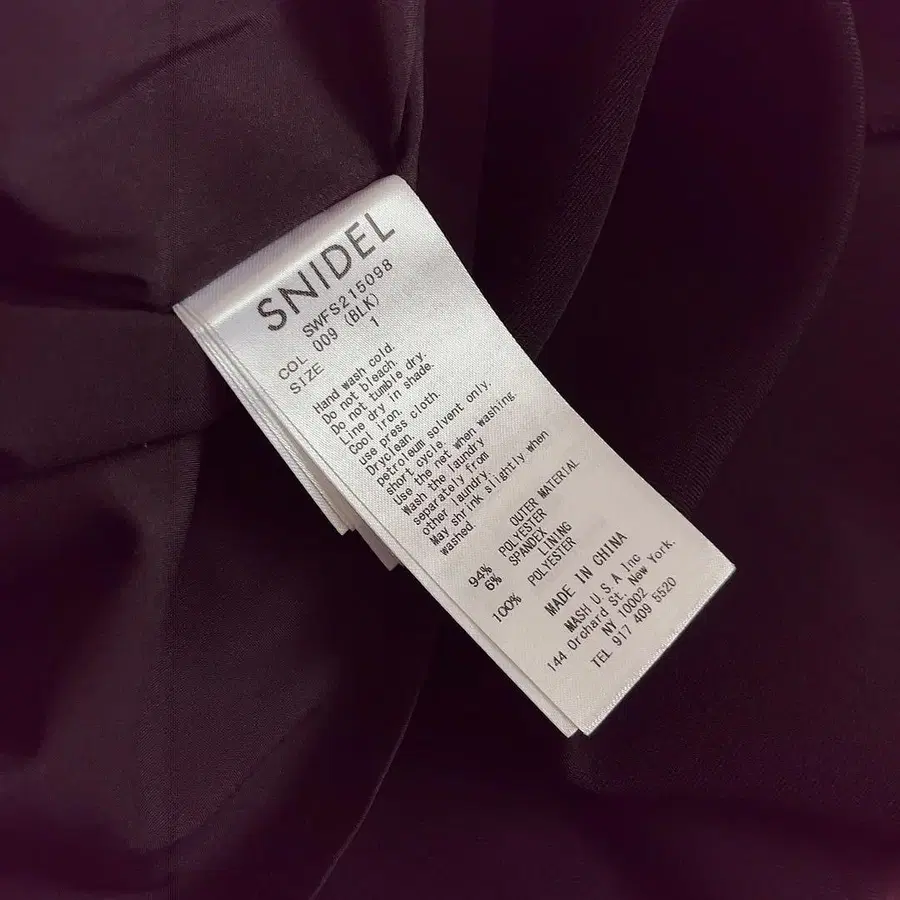 SNIDEL
SWFS215098
COL 009 (BLK)
SIZE 1
Hand wash cold.
Do not bleach.
Do not tumble dry.
Line dry in shade.
Cool iron.
use press cloth.
Dryclean.
petroleum solvent only.
short cycle.
Use the net when washing.
Wash the laundry
separately from
other laundry.
May shrink slightly when
washed.
OUTER MATERIAL
94% POLYESTER
6% SPANDEX
LINING
100% POLYESTER
MADE IN CHINA
MASH U.S.A Inc
144 Orchard St. New York.
NY 10002
TEL 917 409 5520